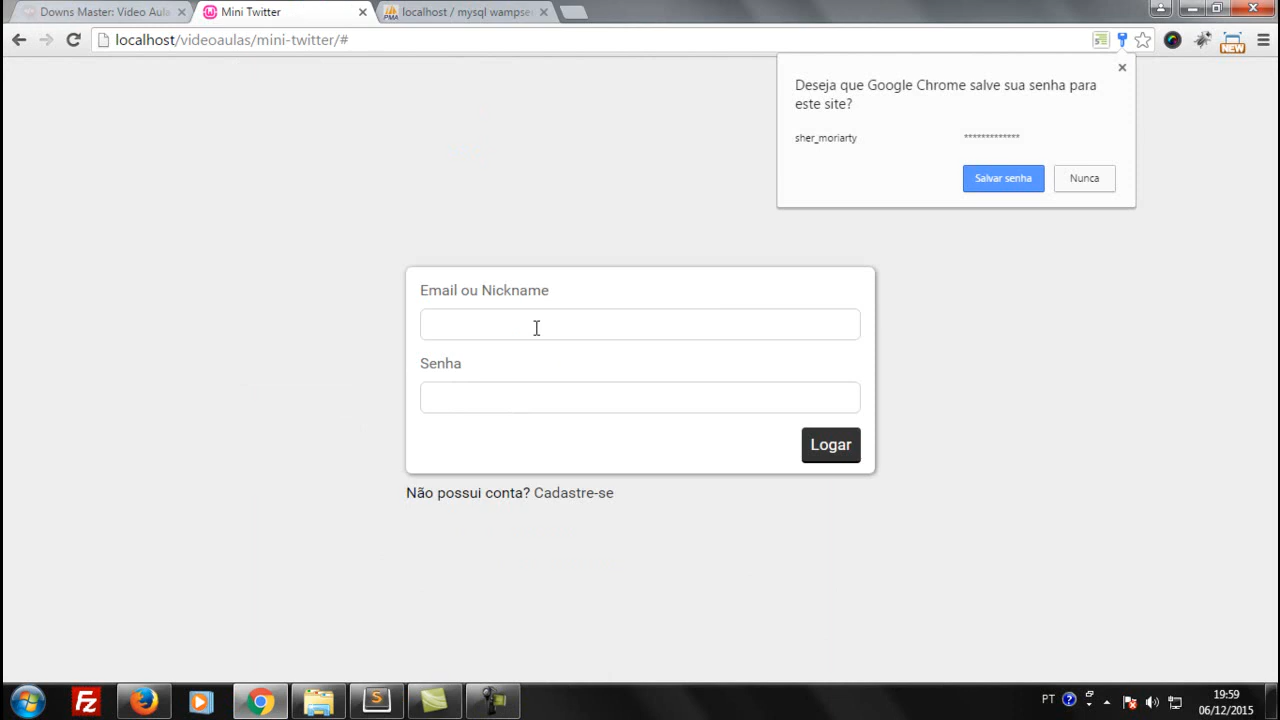 Downs Master: Video Aula
Mini Twitter
localhost / mysql wampse
localhost/videoaulas/mini-twitter/#
NEW
Deseja que Google Chrome salve sua senha para
este site?
sher_moriarty *************
Salvar senha Nunca
Email ou Nickname
Senha
Logar
Não possui conta? Cadastre-se
PT
19:59
06/12/2015